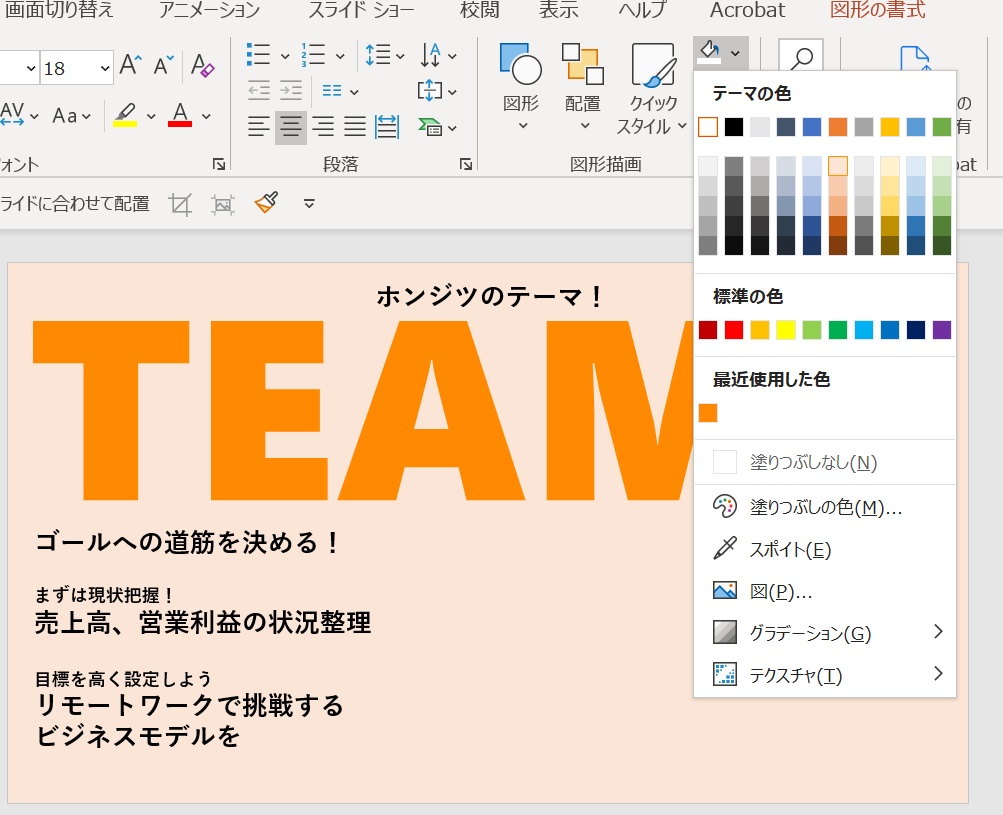 画面切り替え アニメーション スライド ショー 校閲 表示 ヘルプ Acrobat 図形の書式
18
Aa
図形 配置 クイック
スタイル
段落 図形描画
ライドに合わせて配置
テーマの色
標準の色
最近使用した色
塗りつぶしなし(N)
塗りつぶしの色(M)...
スポイト(E)
図(P)...
グラデーション(G)
テクスチャ(T)
ホンジツのテーマ！
TEAM
ゴールへの道筋を決める！
まずは現状把握！
売上高、営業利益の状況整理
目標を高く設定しよう
リモートワークで挑戦する
ビジネスモデルを